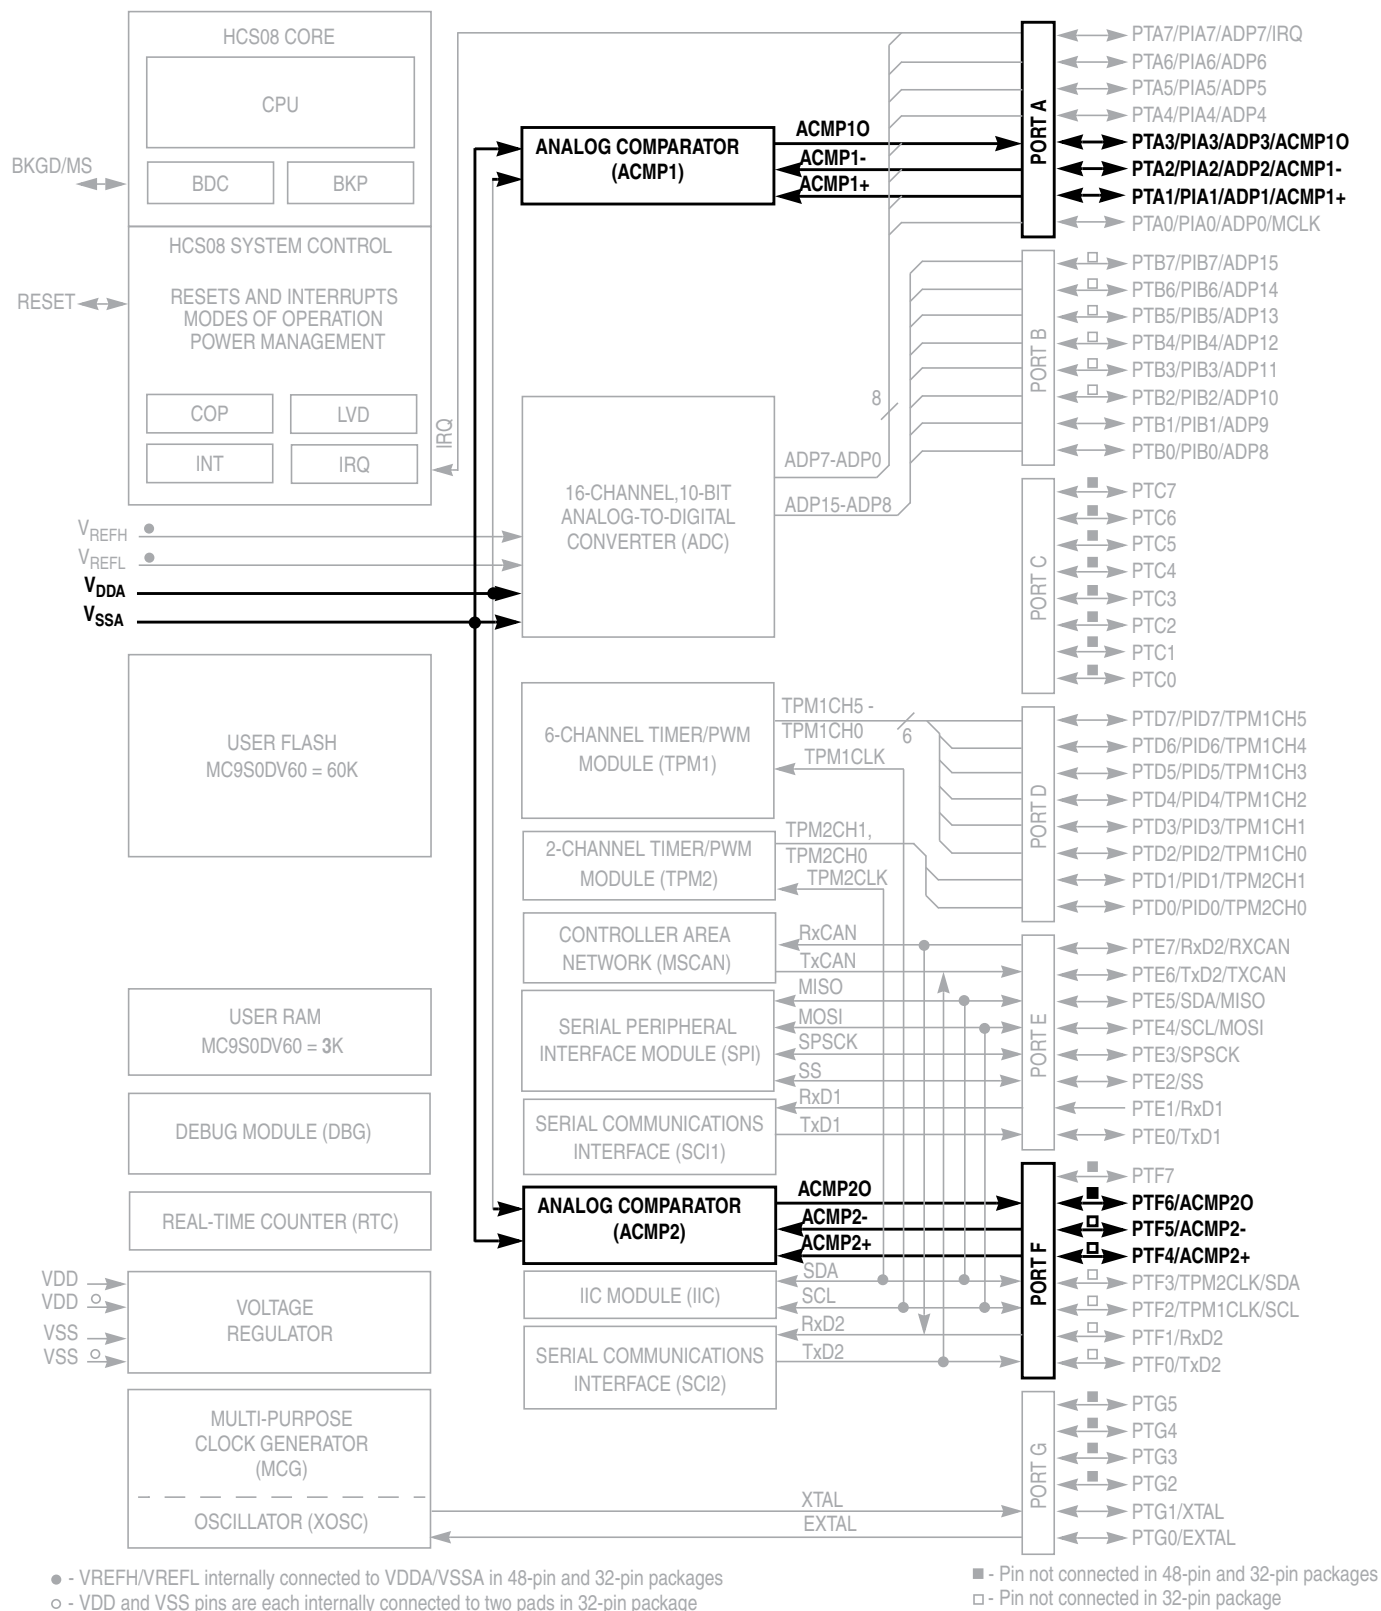 HCS08 CORE
CPU
BDC
BKP
BKGD/MS
HCS08 SYSTEM CONTROL
RESETS AND INTERRUPTS
MODES OF OPERATION
POWER MANAGEMENT
RESET
COP
LVD
INT
IRQ
IRQ
VREFH
VREFL
VDDA
VSSA
USER FLASH
MC9S0DV60 = 60K
USER RAM
MC9S0DV60 = 3K
DEBUG MODULE (DBG)
REAL-TIME COUNTER (RTC)
VDD
VDD
VSS
VSS
VOLTAGE
REGULATOR
MULTI-PURPOSE
CLOCK GENERATOR
(MCG)
OSCILLATOR (XOSC)
ANALOG COMPARATOR
(ACMP1)
ACMP1O
ACMP1-
ACMP1+
16-CHANNEL,10-BIT
ANALOG-TO-DIGITAL
CONVERTER (ADC)
8
ADP7-ADP0
ADP15-ADP8
6-CHANNEL TIMER/PWM
MODULE (TPM1)
TPM1CH5 -
TPM1CH0
6
TPM1CLK
2-CHANNEL TIMER/PWM
MODULE (TPM2)
TPM2CH1,
TPM2CH0
TPM2CLK
CONTROLLER AREA
NETWORK (MSCAN)
RxCAN
TxCAN
SERIAL PERIPHERAL
INTERFACE MODULE (SPI)
MISO
MOSI
SPSCK
SS
SERIAL COMMUNICATIONS
INTERFACE (SCI1)
RxD1
TxD1
ANALOG COMPARATOR
(ACMP2)
ACMP2O
ACMP2-
ACMP2+
IIC MODULE (IIC)
SDA
SCL
SERIAL COMMUNICATIONS
INTERFACE (SCI2)
RxD2
TxD2
XTAL
EXTAL
PORT A
PTA7/PIA7/ADP7/IRQ
PTA6/PIA6/ADP6
PTA5/PIA5/ADP5
PTA4/PIA4/ADP4
PTA3/PIA3/ADP3/ACMP1O
PTA2/PIA2/ADP2/ACMP1-
PTA1/PIA1/ADP1/ACMP1+
PTA0/PIA0/ADP0/MCLK
PORT B
PTB7/PIB7/ADP15
PTB6/PIB6/ADP14
PTB5/PIB5/ADP13
PTB4/PIB4/ADP12
PTB3/PIB3/ADP11
PTB2/PIB2/ADP10
PTB1/PIB1/ADP9
PTB0/PIB0/ADP8
PORT C
PTC7
PTC6
PTC5
PTC4
PTC3
PTC2
PTC1
PTC0
PORT D
PTD7/PID7/TPM1CH5
PTD6/PID6/TPM1CH4
PTD5/PID5/TPM1CH3
PTD4/PID4/TPM1CH2
PTD3/PID3/TPM1CH1
PTD2/PID2/TPM1CH0
PTD1/PID1/TPM2CH1
PTD0/PID0/TPM2CH0
PORT E
PTE7/RxD2/RXCAN
PTE6/TxD2/TXCAN
PTE5/SDA/MISO
PTE4/SCL/MOSI
PTE3/SPSCK
PTE2/SS
PTE1/RxD1
PTE0/TxD1
PORT F
PTF7
PTF6/ACMP2O
PTF5/ACMP2-
PTF4/ACMP2+
PTF3/TPM2CLK/SDA
PTF2/TPM1CLK/SCL
PTF1/RxD2
PTF0/TxD2
PORT G
PTG5
PTG4
PTG3
PTG2
PTG1/XTAL
PTG0/EXTAL
● - VREFH/VREFL internally connected to VDDA/VSSA in 48-pin and 32-pin packages
○ - VDD and VSS pins are each internally connected to two pads in 32-pin package
■ - Pin not connected in 48-pin and 32-pin packages
□ - Pin not connected in 32-pin package